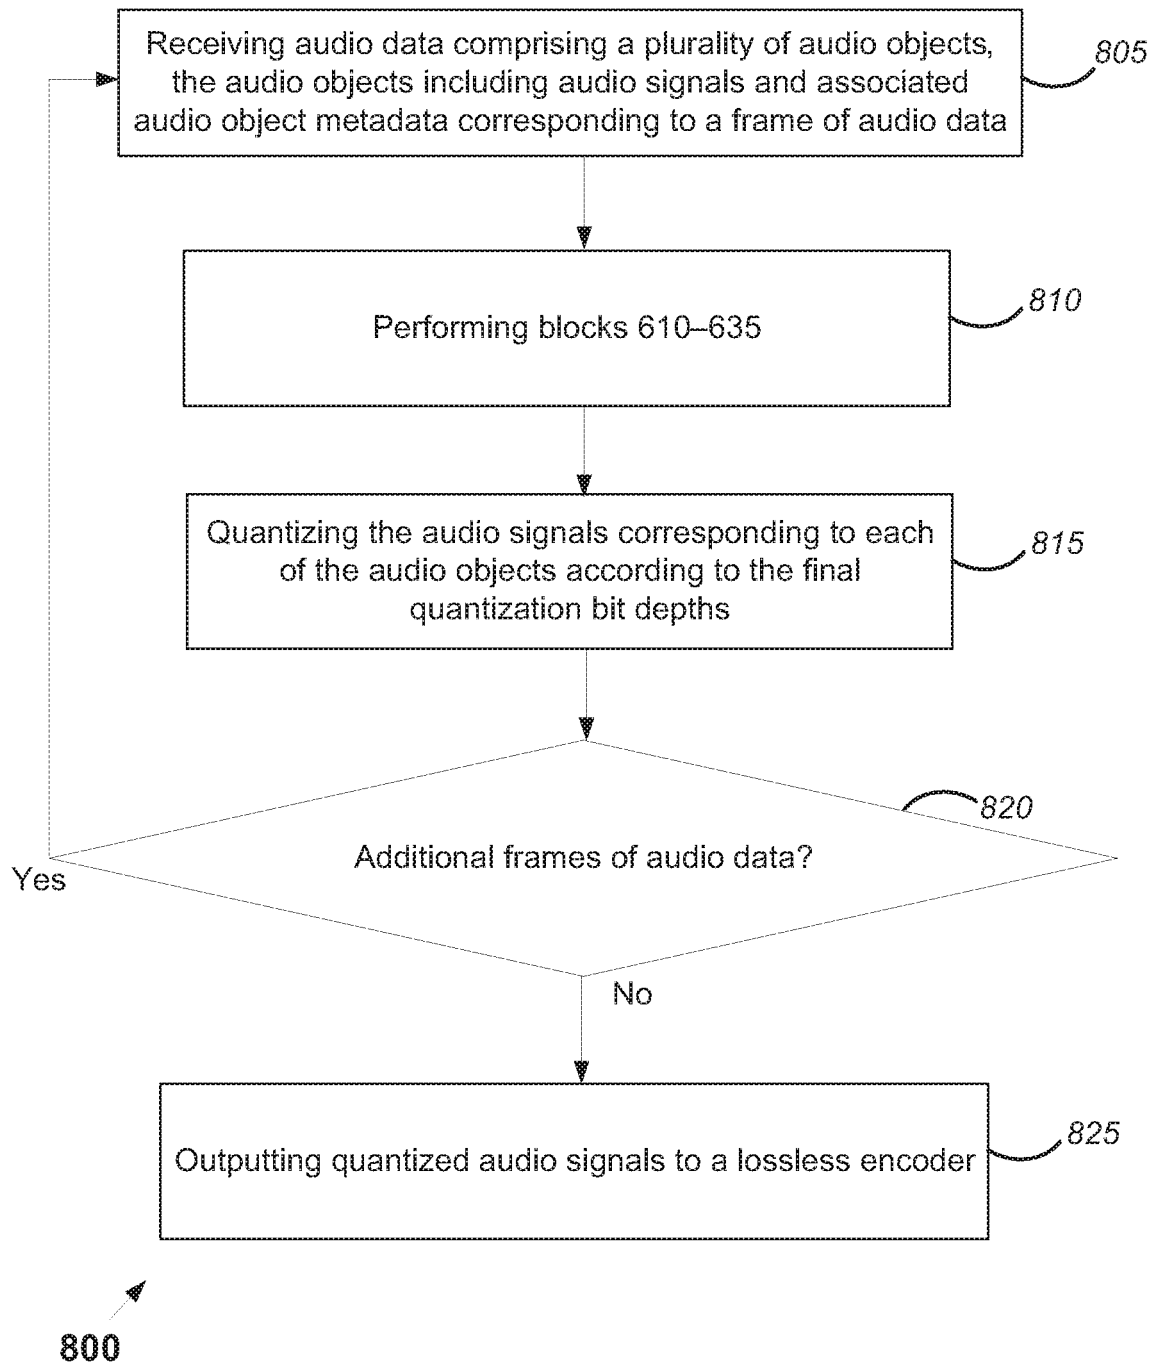 Receiving audio data comprising a plurality of audio objects,
the audio objects including audio signals and associated
audio object metadata corresponding to a frame of audio data
805
Performing blocks 610–635
810
Quantizing the audio signals corresponding to each
of the audio objects according to the final
quantization bit depths
815
820
Additional frames of audio data?
Yes
No
Outputting quantized audio signals to a lossless encoder
825
800